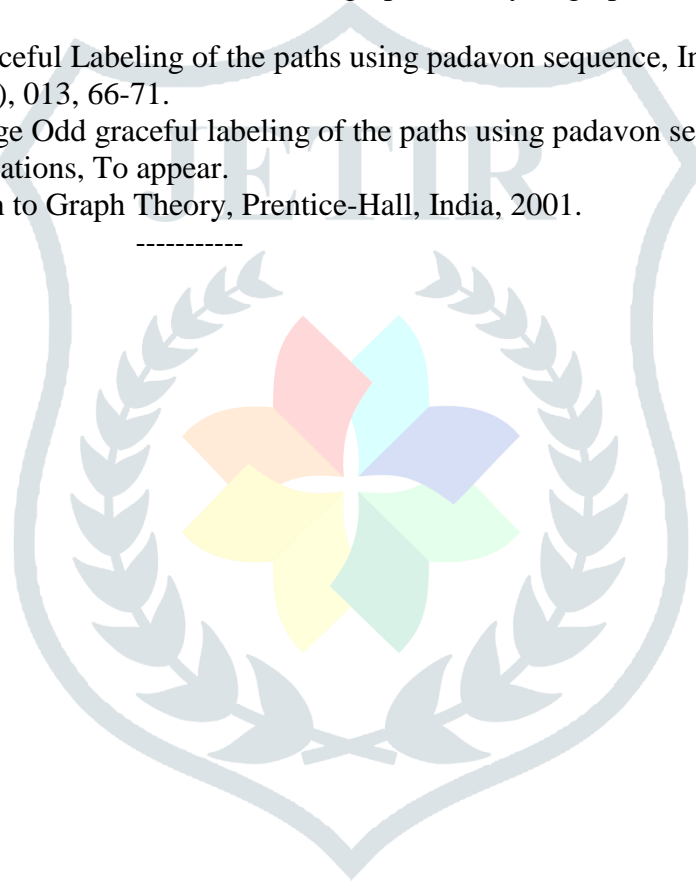 ceful Labeling of the paths using padavon sequence, In
), 013, 66-71.
ge Odd graceful labeling of the paths using padavon se
ations, To appear.
n to Graph Theory, Prentice-Hall, India, 2001.
-----------
JETIR